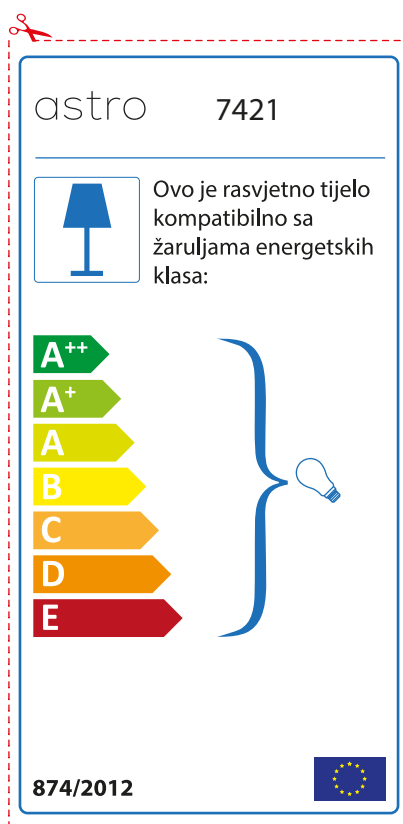 astro 7421
Ovo je rasvjetno tijelo
kompatibilno sa
žaruljama energetskih
klasa:
A++
A+
A
B
C
D
E
874/2012